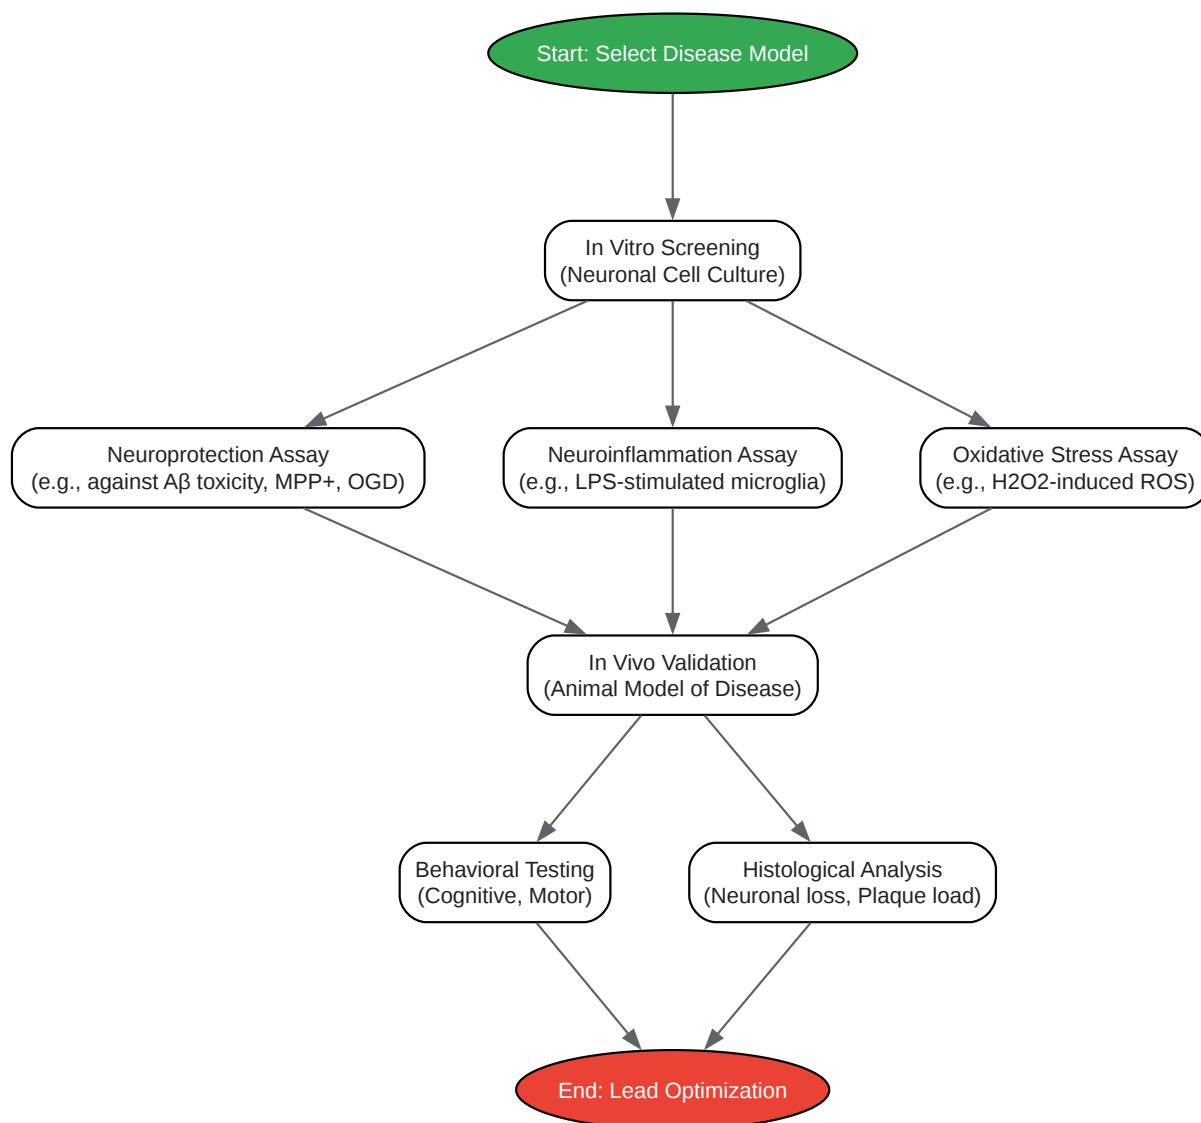 Start: Select Disease Model
In Vitro Screening
(Neuronal Cell Culture)
Neuroprotection Assay
(e.g., against Aβ toxicity, MPP+, OGD)
Neuroinflammation Assay
(e.g., LPS-stimulated microglia)
Oxidative Stress Assay
(e.g., H2O2-induced ROS)
In Vivo Validation
(Animal Model of Disease)
Behavioral Testing
(Cognitive, Motor)
Histological Analysis
(Neuronal loss, Plaque load)
End: Lead Optimization